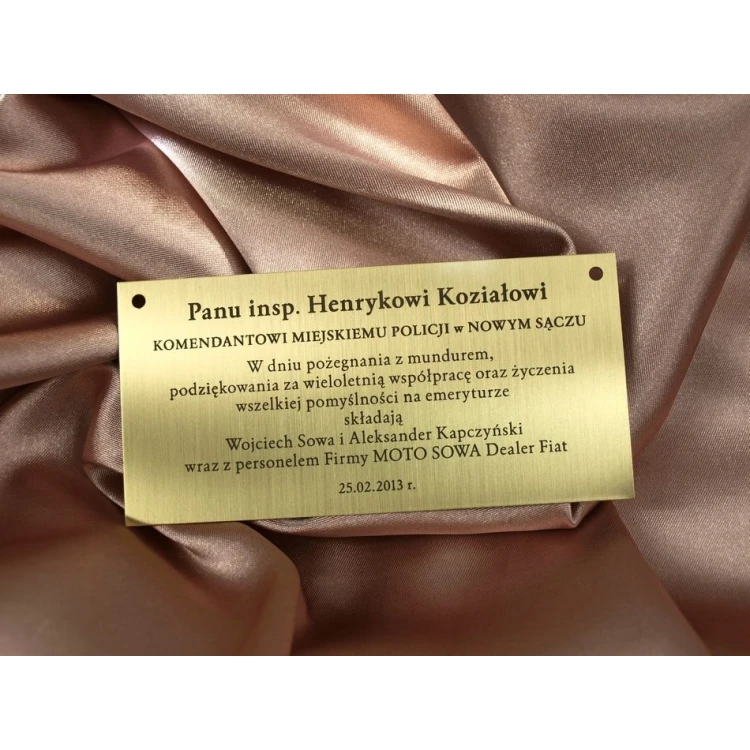 Panu insp. Henrykowi Koziałowi
KOMENDANTOWI MIEJSKIEMU POLICJI w NOWYM SĄCZU
W dniu pożegnania z mundurem,
podziękowania za wieloletnią współpracę oraz życzenia
wszelkiej pomyślności na emeryturze
składają
Wojciech Sowa i Aleksander Kapczyński
wraz z personelem Firmy MOTO SOWA Dealer Fiat
25.02.2013 r.